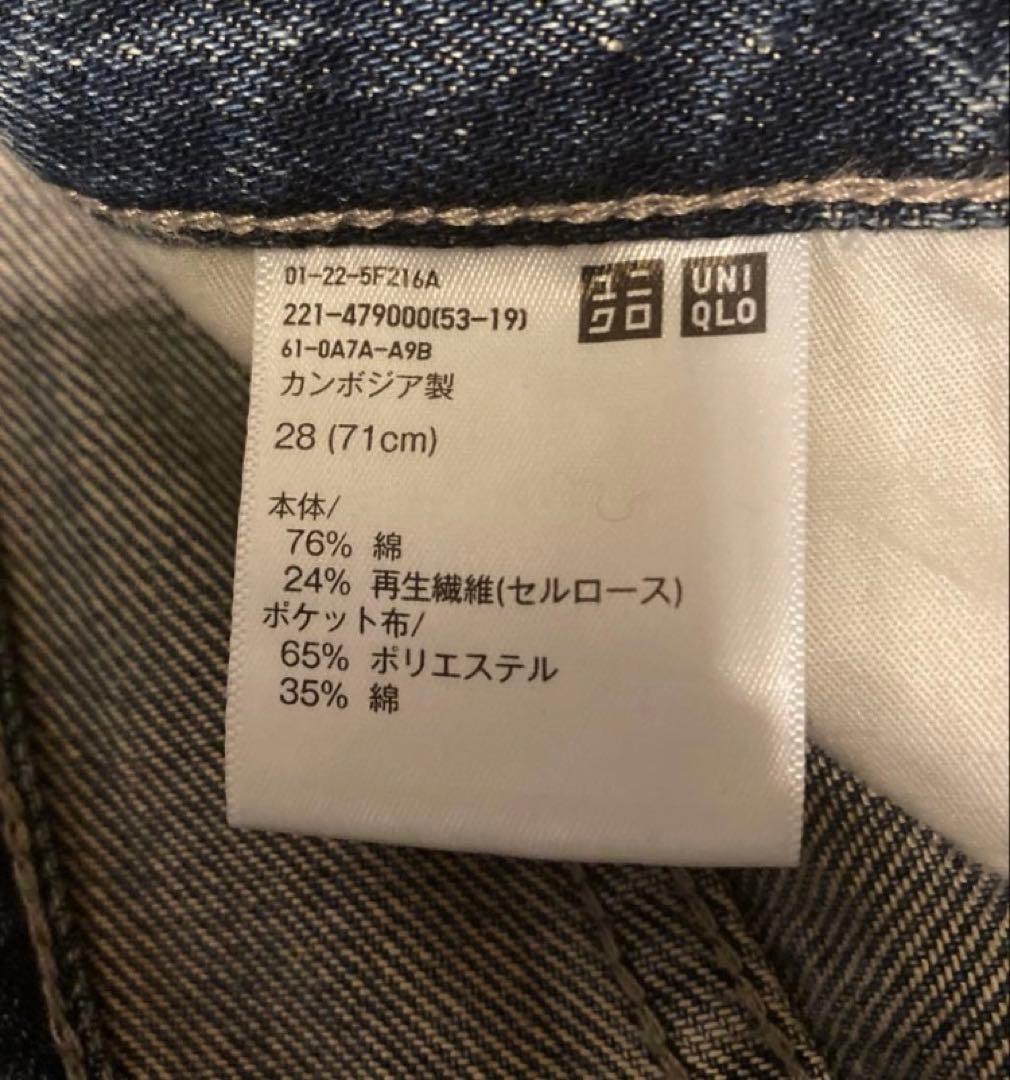 01-22-5F216A
221-479000(53-19)
61-0A7A-A9B
ユニ
クロ
UNI
QLO
カンボジア製
28 (71cm)
本体/
76% 綿
24% 再生繊維(セルロース)
ポケット布/
65% ポリエステル
35% 綿